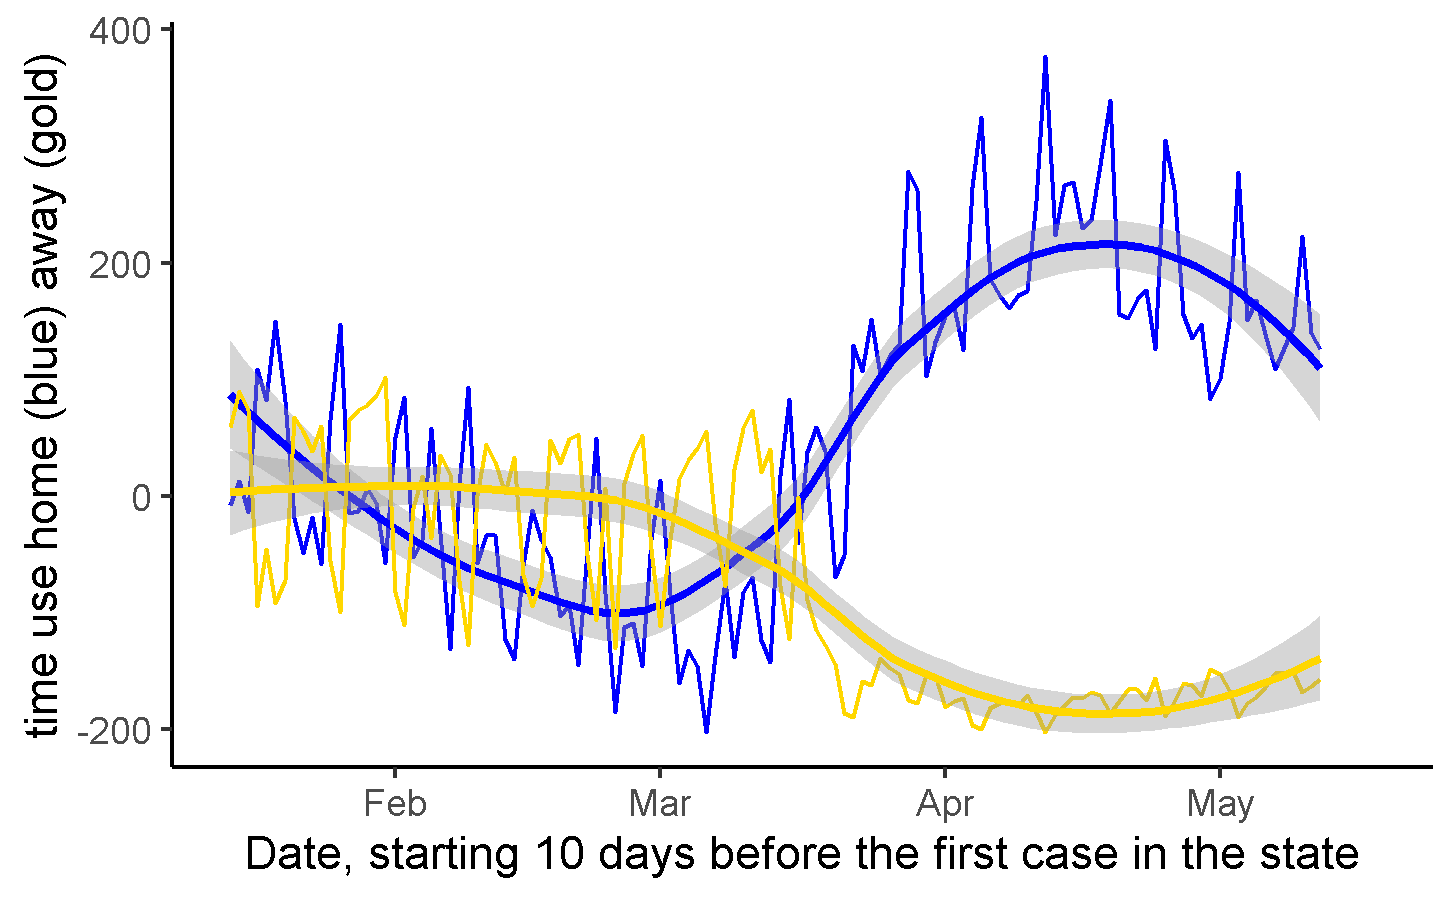 time use home (blue) away (gold)
400
200
0
-200
Feb Mar Apr May
Date, starting 10 days before the first case in the state